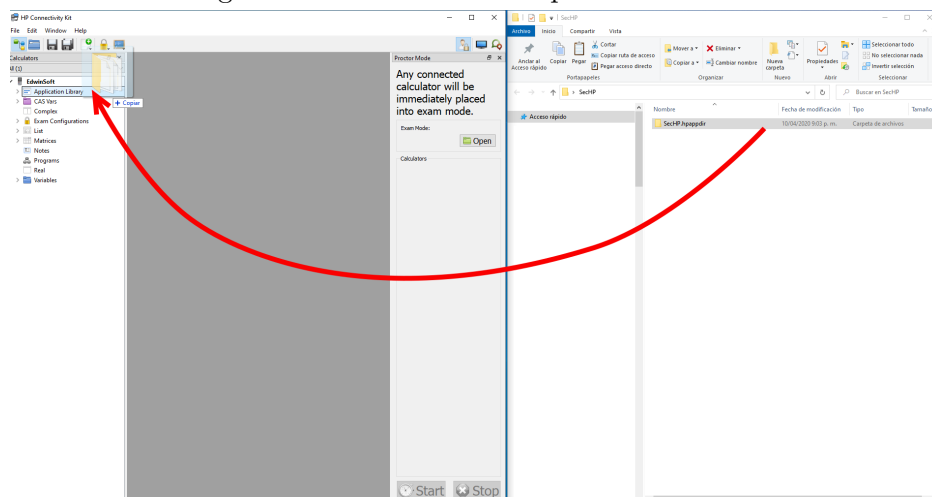 HP Connectivity Kit
File Edit Window Help
Calculators
EdwinSoft
Application Library
CAS Vars
Complex
Exam Configurations
List
Matrices
Notes
Programs
Real
Variables
+ Copiar
Proctor Mode
Any connected
calculator will be
immediately placed
into exam mode.
Exam Mode:
Open
Calculators
Start Stop
SecHP
Archivo Inicio Compartir Vista
Anclar al
Acceso rápido
Copiar
Pegar
Cortar
Copiar ruta de acceso
Pegar acceso directo
Portapapeles
Mover a
Copiar a
Eliminar
Cambiar nombre
Organizar
Nueva
carpeta
Nuevo
Propiedades
Abrir
Seleccionar todo
No seleccionar nada
Invertir selección
Seleccionar
SecHP
Buscar en SecHP
Acceso rápido
Nombre Fecha de modificación Tipo Tamaño
SecHP.hpappdir 10/04/2020 9:03 p. m. Carpeta de archivos